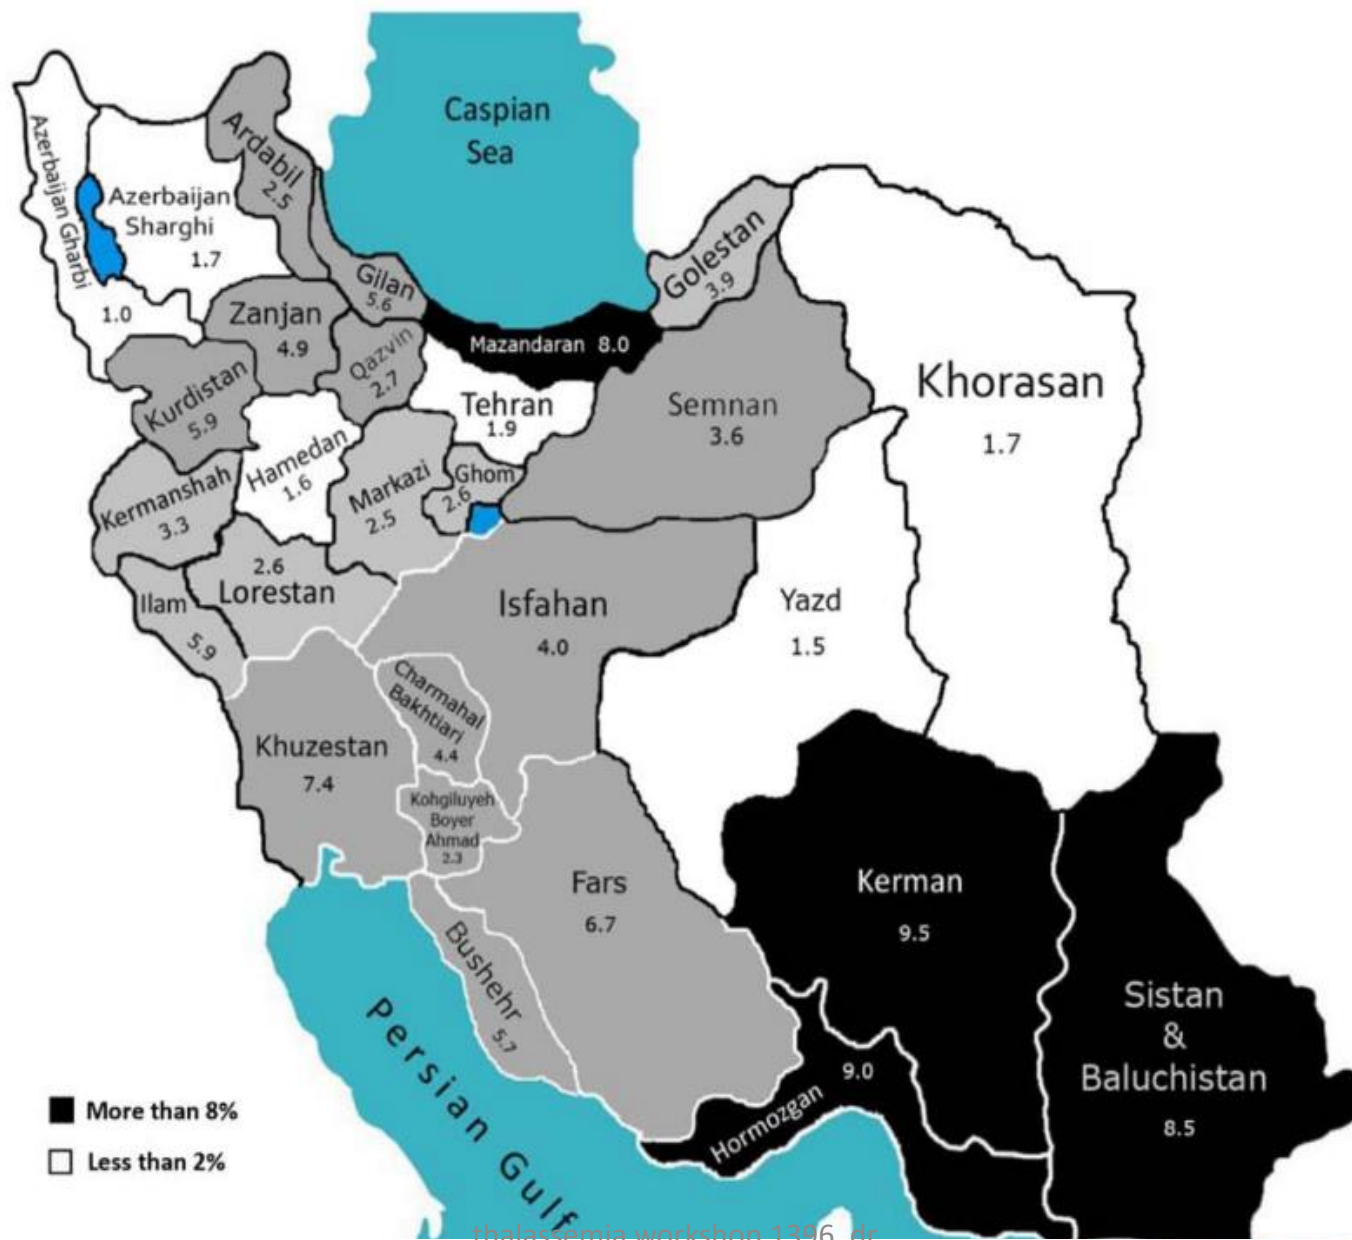 Caspian
Sea
Azerbaijan Gharbi
1.0
Azerbaijan
Sharghi
1.7
Ardabil
2.5
Gilan
5.6
Golestan
3.9
Zanjan
4.9
Qazvin
2.7
Mazandaran 8.0
Kurdistan
5.9
Hamedan
1.6
Tehran
1.9
Semnan
3.6
Khorasan
1.7
Kermanshah
3.3
Markazi
2.5
Ghom
2.6
2.6
Lorestan
Ilam
5.9
Isfahan
4.0
Yazd
1.5
Charmahal
Bakhtiari
4.4
Khuzestan
7.4
Kohgiluyeh
Boyer
Ahmad
2.3
Fars
6.7
Kerman
9.5
Bushehr
5.7
Sistan
&
Baluchistan
8.5
9.0
Hormozgan
Persian Gulf
More than 8%
Less than 2%
thalassemia workshop 1396 dr